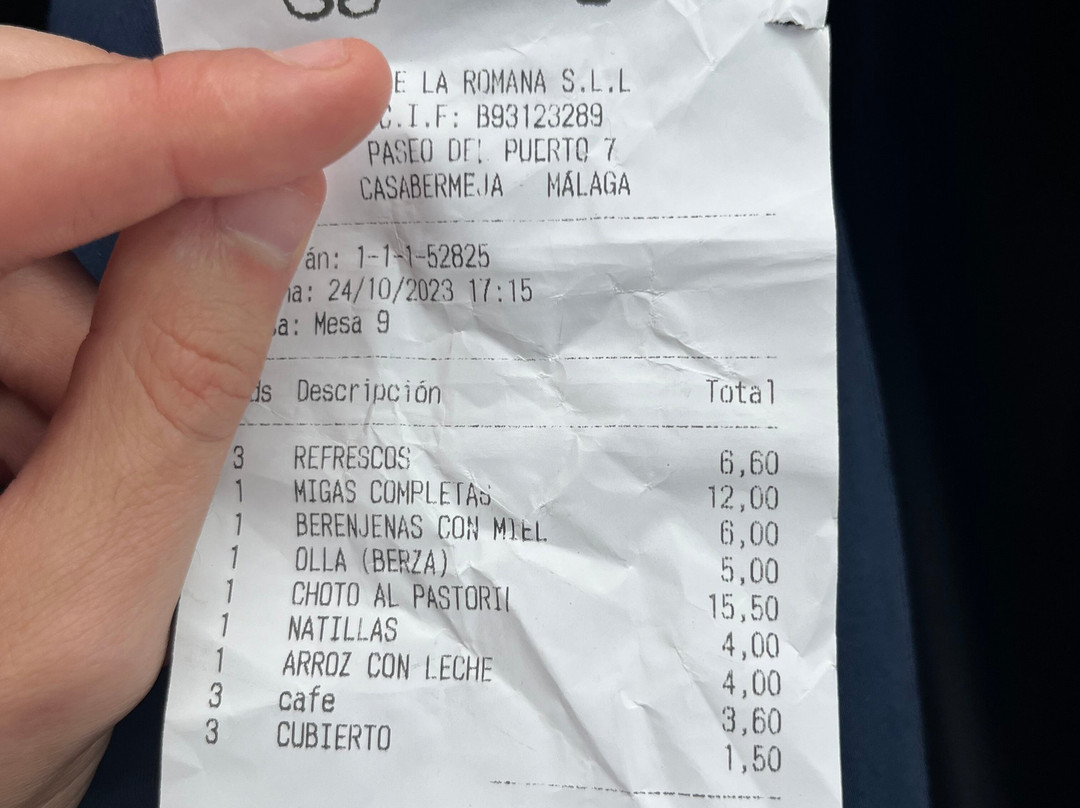 E LA ROMANA S.L.L
C.I.F: B93123289
PASEO DEL PUERTO 7
CASABERMEJA MÁLAGA
án: 1-1-1-52825
na: 24/10/2023 17:15
sa: Mesa 9
ds Descripción Total
3 REFRESCOS 6,60
1 MIGAS COMPLETAS 12,00
1 BERENJENAS CON MIEL 6,00
1 OLLA (BERZA) 5,00
1 CHOTO AL PASTORIL 15,50
1 NATILLAS 4,00
1 ARROZ CON LECHE 4,00
3 cafe 3,60
3 CUBIERTO 1,50